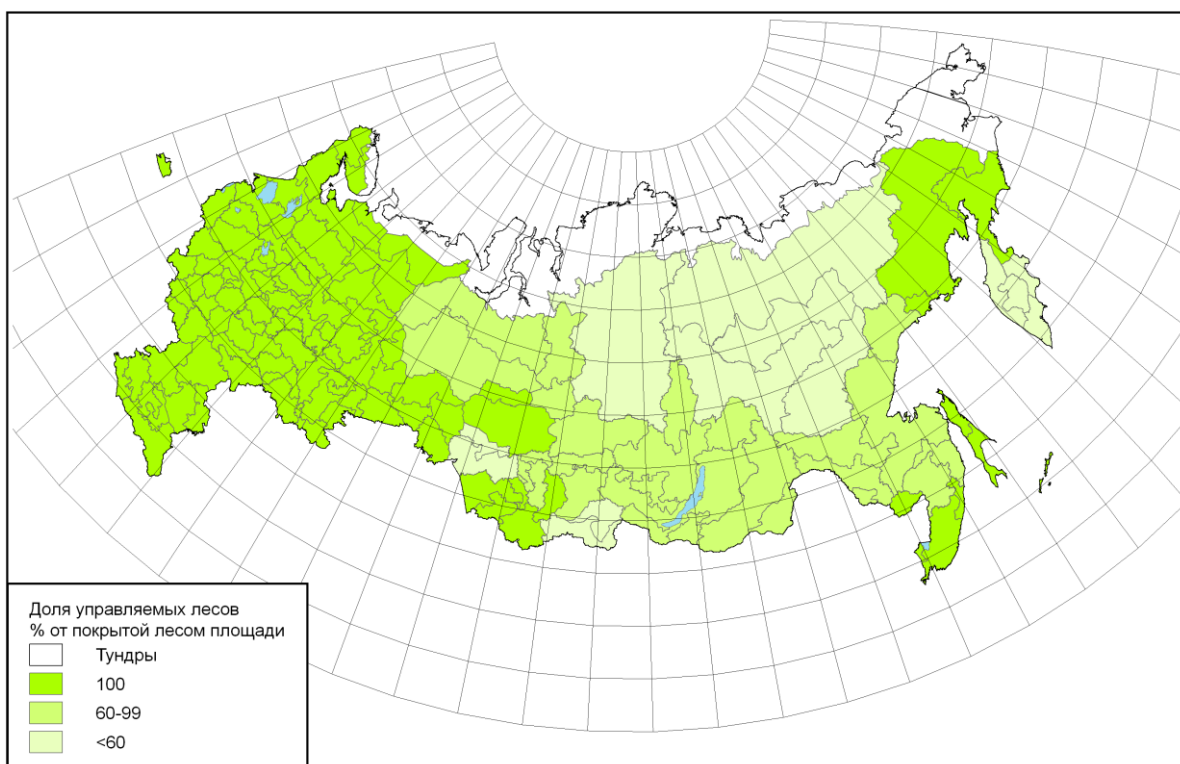 Доля управляемых лесов
% от покрытой лесом площади
Тундры
100
60-99
<60